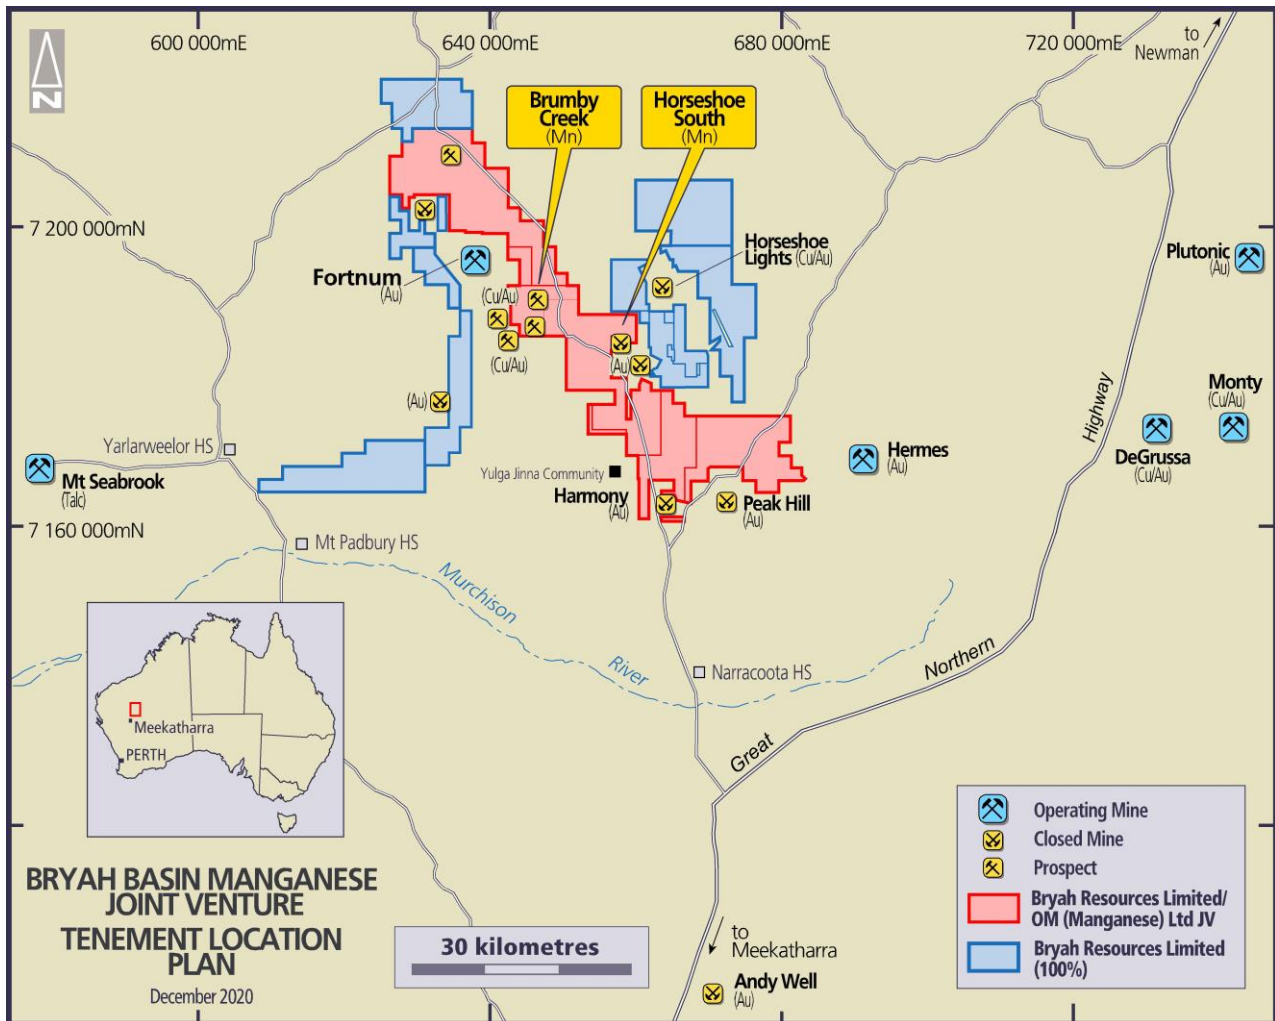 600 000mE
640 000mE
680 000mE
720 000mE
to
Newman
N
Brumby
Creek
(Mn)
Horseshoe
South
(Mn)
7 200 000mN
Fortnum
(Au)
(Cu/Au)
(Cu/Au)
Horseshoe
Lights (Cu/Au)
Plutonic
(Au)
(Au)
(Au)
Monty
(Cu/Au)
Highway
Yarlarweelor HS
Mt Seabrook
(Talc)
Yulga Jinna Community
Harmony
(Au)
Peak Hill
(Au)
Hermes
(Au)
DeGrussa
(Cu/Au)
7 160 000mN
Mt Padbury HS
Murchison
River
Narracoota HS
Northern
Great
Meekatharra
PERTH
BRYAH BASIN MANGANESE
JOINT VENTURE
TENEMENT LOCATION
PLAN
December 2020
30 kilometres
to
Meekatharra
Andy Well
(Au)
Operating Mine
Closed Mine
Prospect
Bryah Resources Limited/
OM (Manganese) Ltd JV
Bryah Resources Limited
(100%)